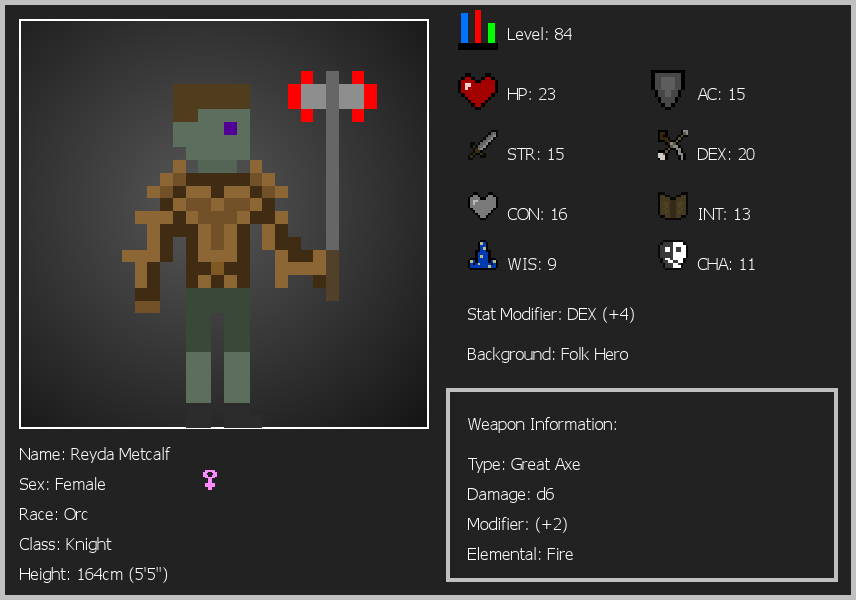 Level: 84
HP: 23
AC: 15
STR: 15
DEX: 20
CON: 16
INT: 13
WIS: 9
CHA: 11
Stat Modifier: DEX (+4)
Background: Folk Hero
Weapon Information:
Type: Great Axe
Damage: d6
Modifier: (+2)
Elemental: Fire
Name: Reyda Metcalf
Sex: Female
Race: Orc
Class: Knight
Height: 164cm (5'5")